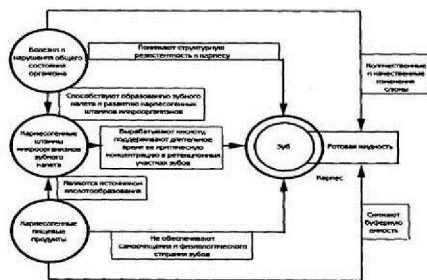 Болезни и
нарушения общего
состояния
организма
Понижают структурную
резистентность к кариесу
Количественные
и качественные
изменения
слюны
Способствуют образованию зубного
налета и развитию кариесогенных
штаммов микроорганизмов
Кариесогенные
штаммы
микроорганизмов
зубного
налета
Вырабатывают кислоту,
поддерживают длительное
время ее критическую
концентрацию в ретенционных
участках зубов
Зуб
Ротовая жидкость
Кариес
Являются источником
кислотообразования
Кариесогенные
пищевые
продукты
Не обеспечивают
самоочищения и физиологического
стирания зубов
Снижают
буферную
емкость